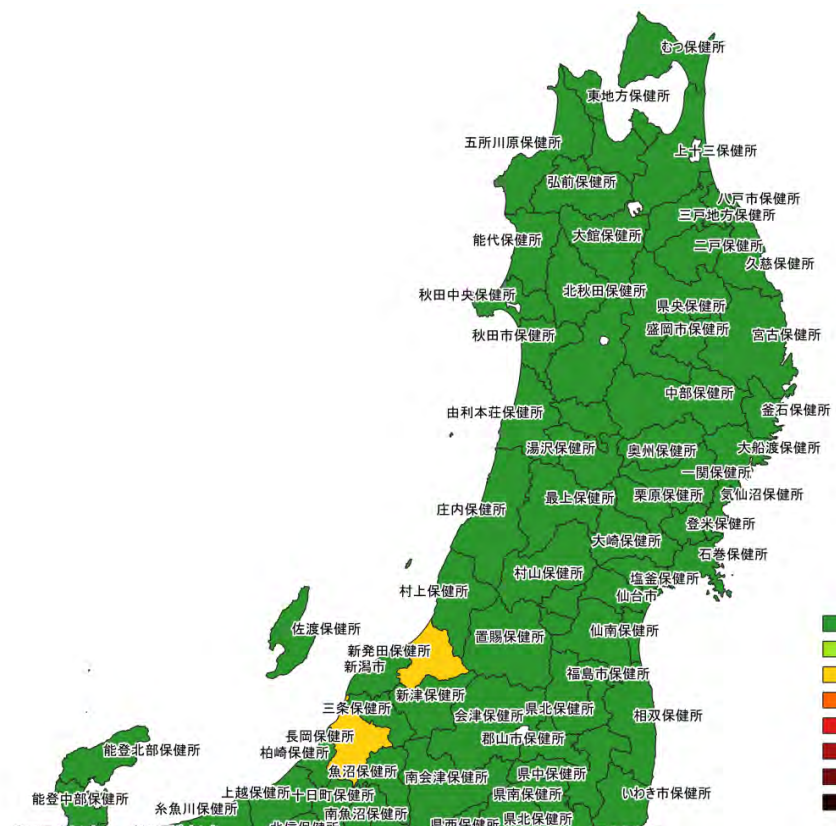 むつ保健所
東地方保健所
五所川原保健所
上十三保健所
弘前保健所
八戸市保健所
三戸地方保健所
能代保健所
大館保健所
二戸保健所
久慈保健所
秋田中央保健所
北秋田保健所
県央保健所
秋田市保健所
盛岡市保健所
宮古保健所
中部保健所
由利本荘保健所
釜石保健所
湯沢保健所
奥州保健所
大船渡保健所
一関保健所
最上保健所
栗原保健所
気仙沼保健所
庄内保健所
登米保健所
大崎保健所
石巻保健所
村山保健所
塩釜保健所
村上保健所
仙台市
佐渡保健所
置賜保健所
仙南保健所
新発田保健所
新潟市
福島市保健所
新津保健所
三条保健所
会津保健所
県北保健所
相双保健所
長岡保健所
郡山市保健所
能登北部保健所
柏崎保健所
魚沼保健所
南会津保健所
県中保健所
能登中部保健所
上越保健所
十日町保健所
県南保健所
いわき市保健所
糸魚川保健所
南魚沼保健所
県北保健所
北信保健所
県西保健所